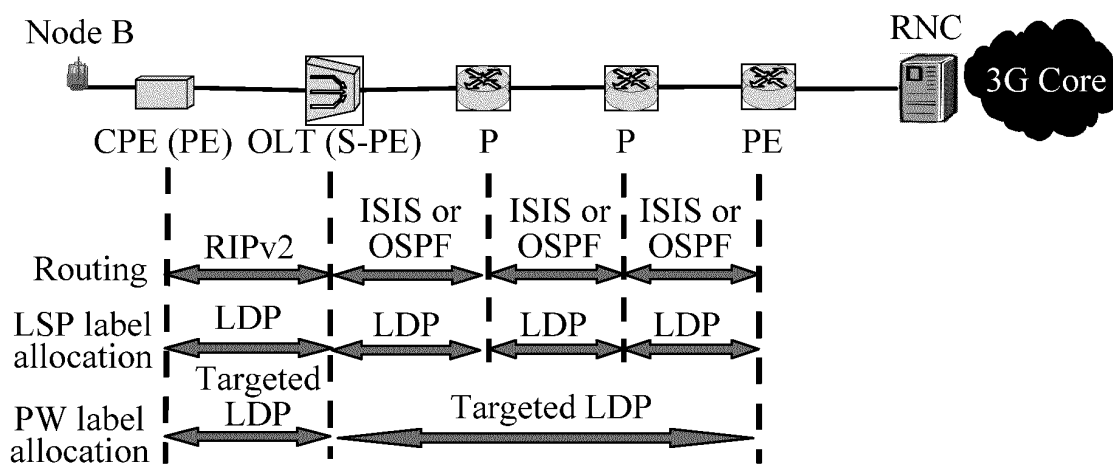 Node B
RNC
3G Core
CPE (PE)
OLT (S-PE)
P
P
PE
ISIS or
OSPF
ISIS or
OSPF
ISIS or
OSPF
Routing
RIPv2
LSP label
allocation
LDP
LDP
LDP
LDP
PW label
allocation
Targeted
LDP
Targeted LDP